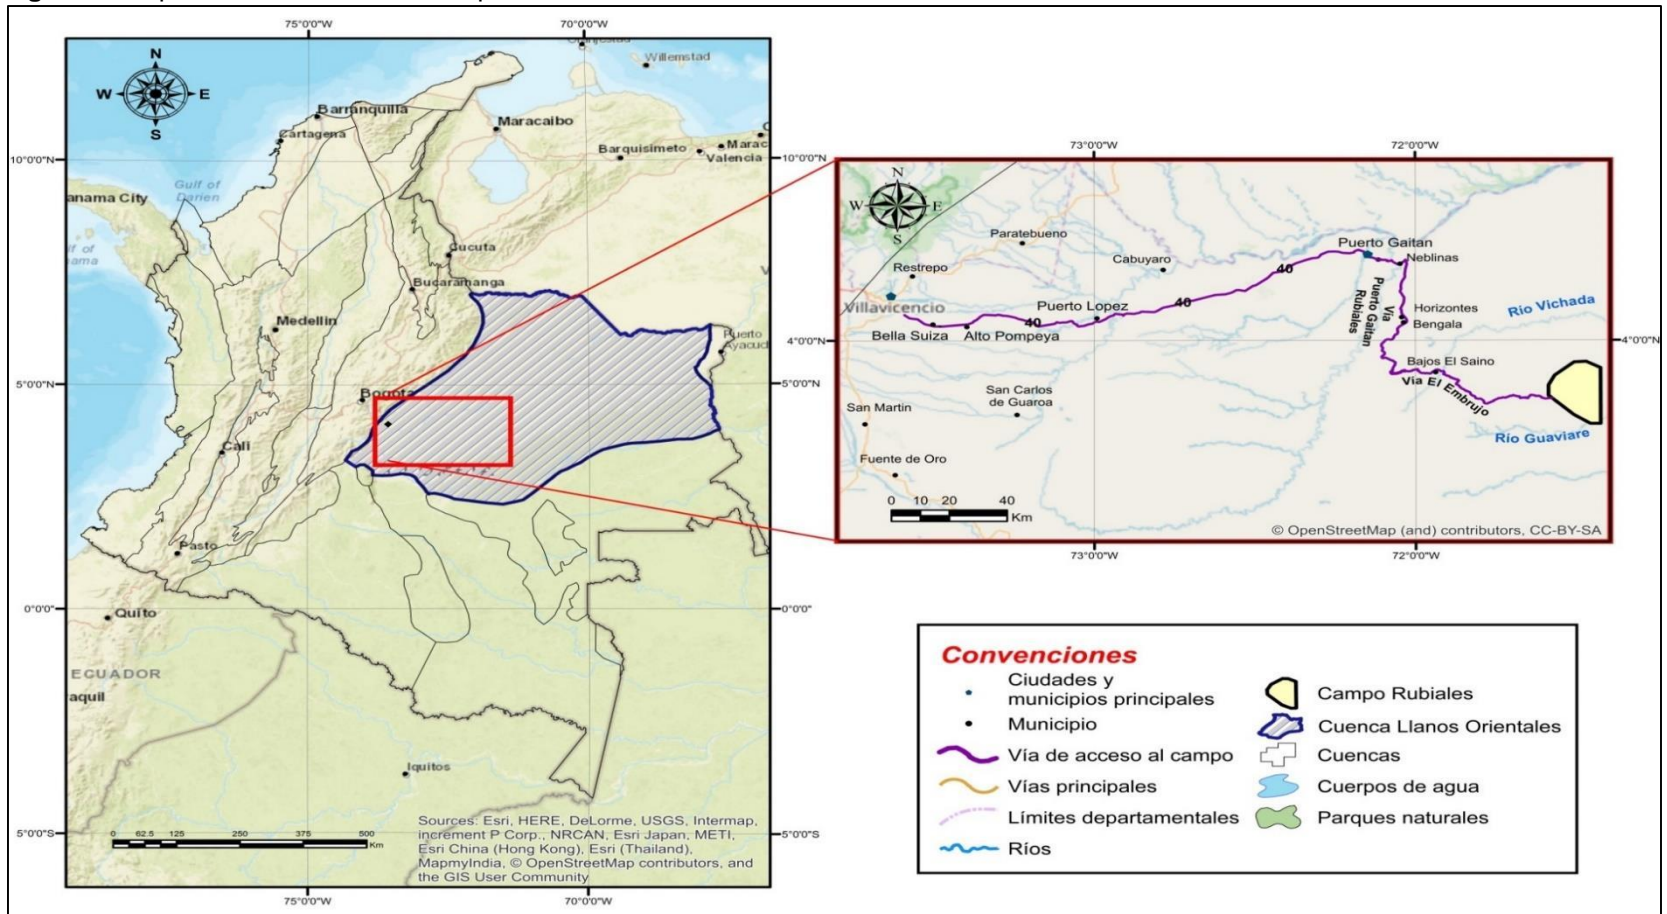 75°0'0"W
70°0'0"W
N
W
E
S
Willemstad
Barranquilla
Cartagena
Maracaibo
Barquisimeto
Valencia
10°0'0"N
10°0'0"N
Gulf of
Darien
anama City
Cucuta
Bucaramanga
Medellin
Puerto
Ayacud
5°0'0"N
5°0'0"N
Bogota
Cali
Pasto
0°0'0"
0°0'0"
Quito
ECUADOR
aquil
Iquitos
0 62.5 125 250 375 500
Km
Sources: Esri, HERE, DeLorme, USGS, Intermap,
increment P Corp., NRCAN, Esri Japan, METI,
Esri China (Hong Kong), Esri (Thailand),
MapmyIndia, © OpenStreetMap contributors, and
the GIS User Community
5°0'0"S
5°0'0"S
75°0'0"W
70°0'0"W
73°0'0"W
72°0'0"W
N
W
E
S
Paratebueno
Puerto Gaitan
Neblinas
Cabuyaro
Restrepo
40
40
40
Villavicencio
Puerto Lopez
Vía
Puerto Gaitan
Rubiales
Horizontes
Bengala
Río Vichada
Bella Suiza
Alto Pompeya
4°0'0"N
4°0'0"N
Bajos El Saino
Via El Embrujo
San Carlos
de Guaroa
San Martin
Río Guaviare
Fuente de Oro
0 10 20 40
Km
© OpenStreetMap (and) contributors, CC-BY-SA
73°0'0"W
72°0'0"W
Convenciones
Ciudades y
municipios principales
Municipio
Vía de acceso al campo
Vías principales
Límites departamentales
Ríos
Campo Rubiales
Cuenca Llanos Orientales
Cuencas
Cuerpos de agua
Parques naturales